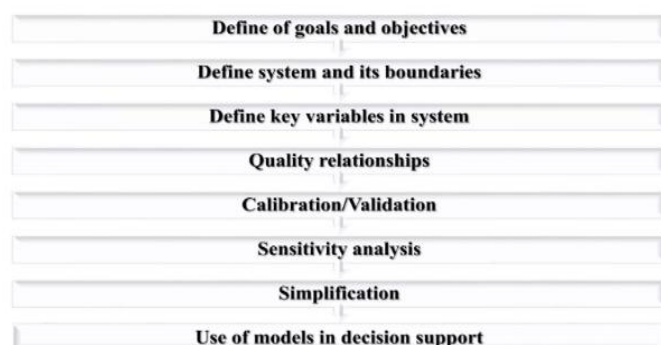 Define of goals and objectives
Define system and its boundaries
Define key variables in system
Quality relationships
Calibration/Validation
Sensitivity analysis
Simplification
Use of models in decision support